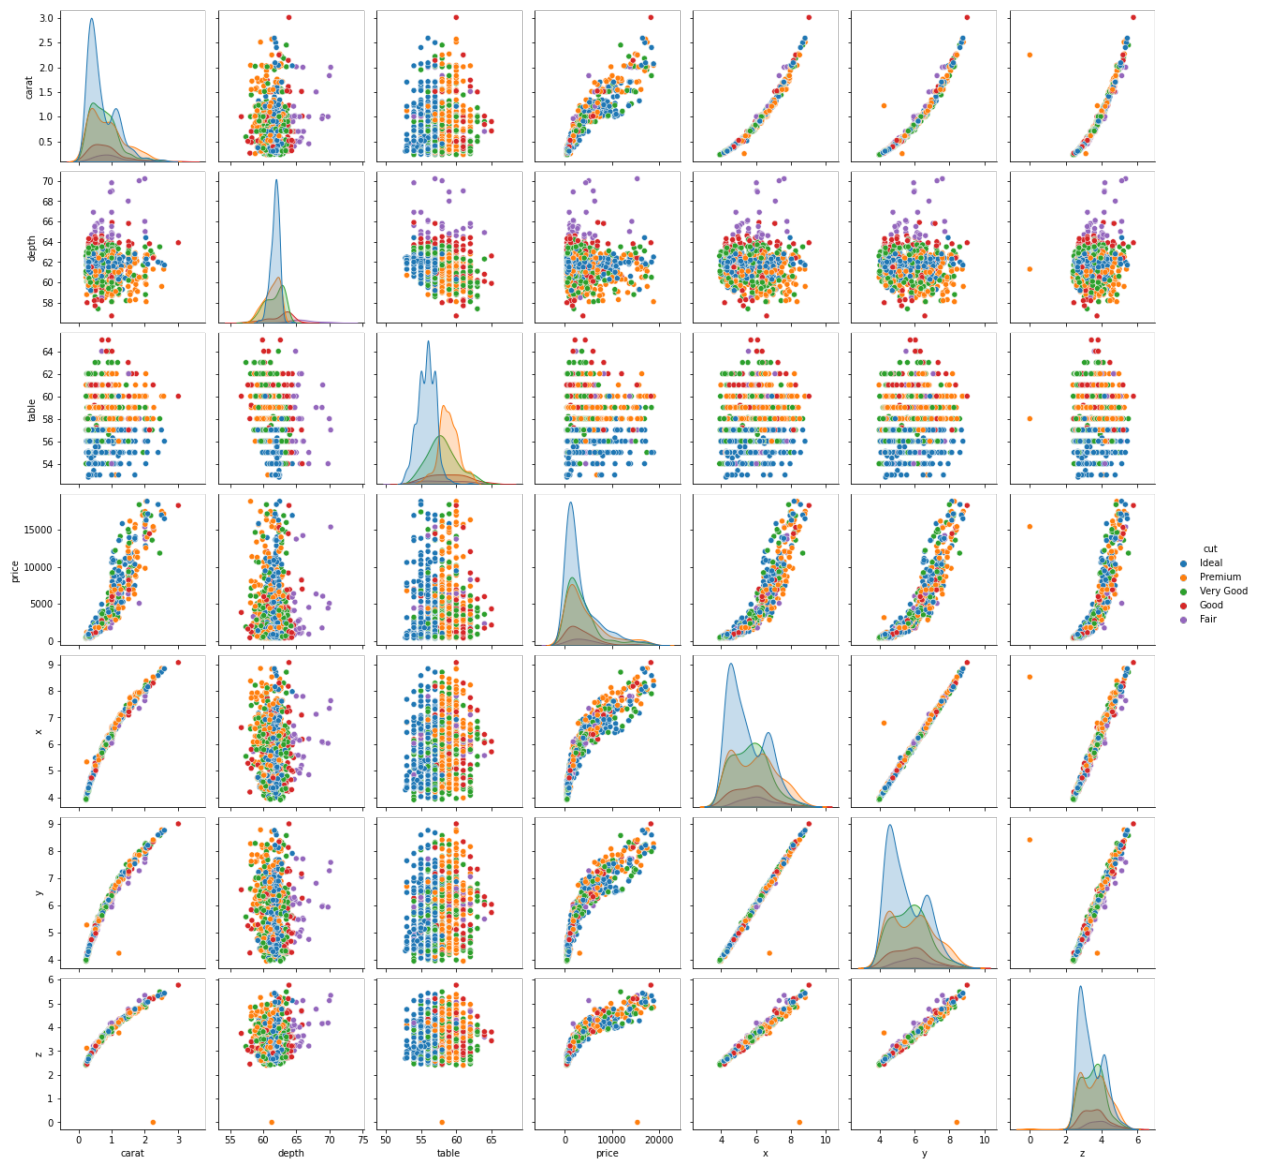 3.0
2.5
2.0
1.5
1.0
0.5
carat
70
68
66
64
62
60
58
depth
64
62
60
58
56
54
table
15000
10000
5000
0
price
cut
Ideal
Premium
Very Good
Good
Fair
9
8
7
6
5
4
x
9
8
7
6
5
4
y
6
5
4
3
2
1
0
z
0 1 2 3 55 60 65 70 75 50 55 60 65 0 10000 20000 4 6 8 10 4 6 8 10 0 2 4 6
carat depth table price x y z